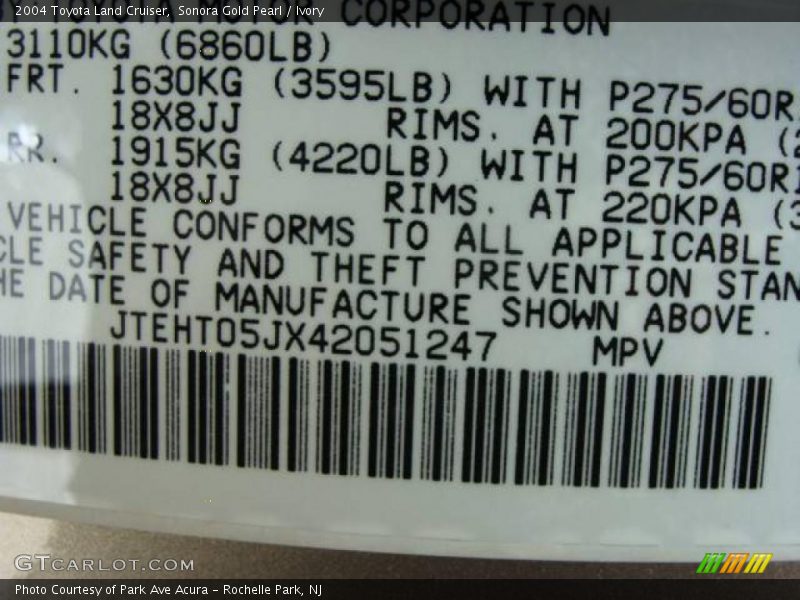 2004 Toyota Land Cruiser, Sonora Gold Pearl / Ivory
MOTOR CORPORATION
3110KG (6860LB)
FRT. 1630KG (3595LB) WITH P275/60R
18X8JJ RIMS. AT 200KPA
RR. 1915KG (4220LB) WITH P275/60R
18X8JJ RIMS. AT 220KPA
VEHICLE CONFORMS TO ALL APPLICABLE
SAFETY AND THEFT PREVENTION
DATE OF MANUFACTURE SHOWN ABOVE.
JTEHT05JX42051247 MPV
GTCARLOT.COM
Photo Courtesy of Park Ave Acura - Rochelle Park, NJ